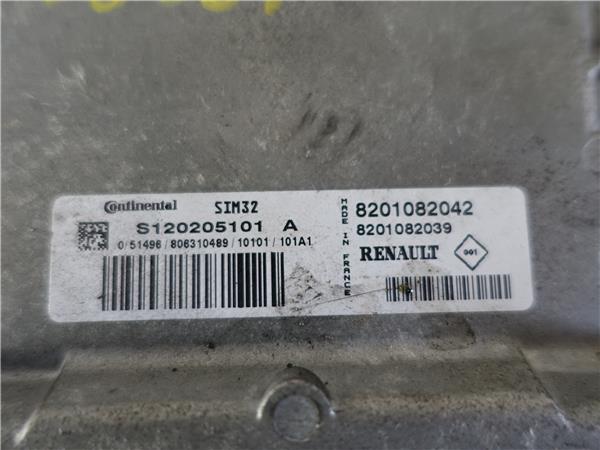 Continental SIM32
S120205101 A
0/51496/806310489/10101/101A1
MADE IN FRANCE
8201082042
8201082039
RENAULT
001